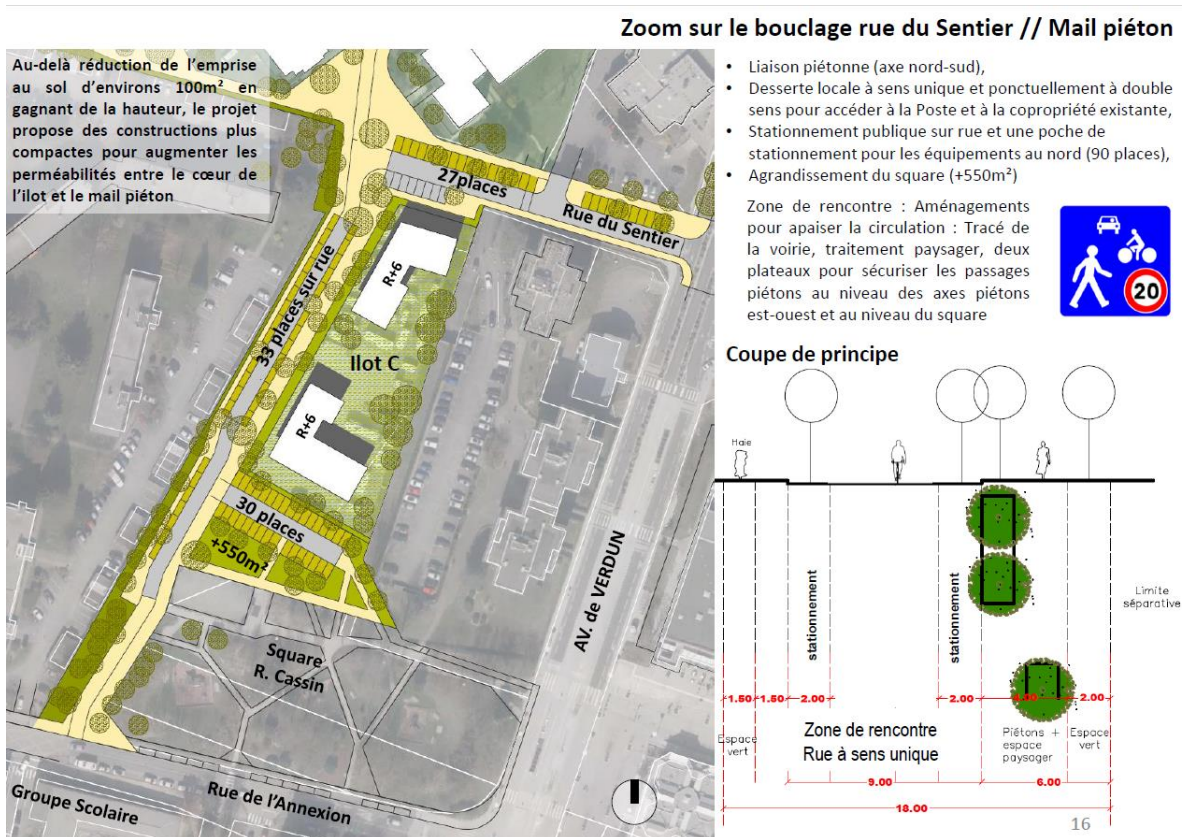 Zoom sur le bouclage rue du Sentier // Mail piéton
Au-delà réduction de l'emprise
au sol d'environs 100m² en
gagnant de la hauteur, le projet
propose des constructions plus
compactes pour augmenter les
perméabilités entre le cœur de
l'ilot et le mail piéton
27places
Rue du Sentier
33 places sur rue
R+6
Ilot C
R+6
30 places
+550m²
AV. de VERDUN
Square
R. Cassin
Rue de l'Annexion
Groupe Scolaire
• Liaison piétonne (axe nord-sud),
• Desserte locale à sens unique et ponctuellement à double
sens pour accéder à la Poste et à la copropriété existante,
• Stationnement publique sur rue et une poche de
stationnement pour les équipements au nord (90 places),
• Agrandissement du square (+550m²)
Zone de rencontre : Aménagements
pour apaiser la circulation : Tracé de
la voirie, traitement paysager, deux
plateaux pour sécuriser les passages
piétons au niveau des axes piétons
est-ouest et au niveau du square
20
Coupe de principe
Haie
stationnement
stationnement
Limite
séparative
1.50 1.50 2.00 2.00 2.00
Espace
vert
Zone de rencontre
Rue à sens unique
Piétons +
espace
paysager
Espace
vert
9.00 6.00
18.00
16